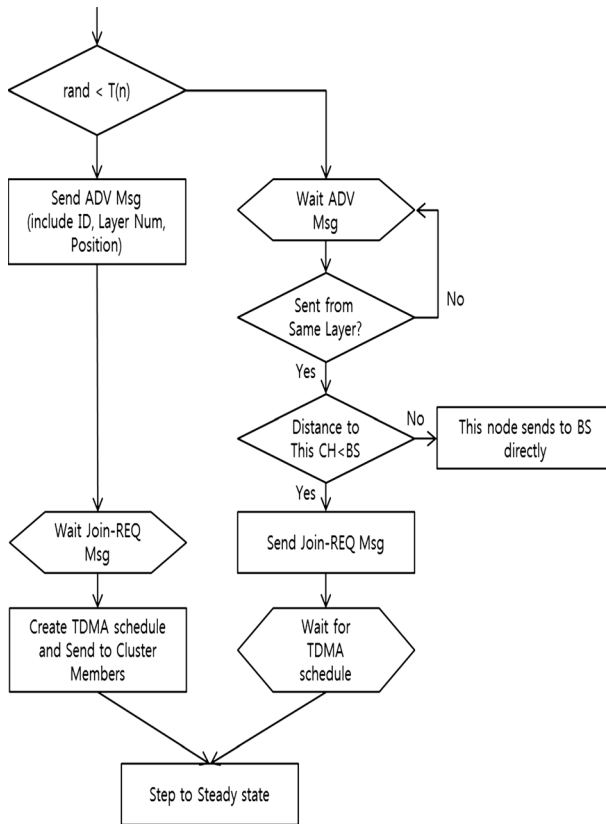 rand < T(n)
Send ADV Msg
(include ID, Layer Num,
Position)
Wait ADV
Msg
Sent from
Same Layer?
No
Yes
Distance to
This CH<BS
No
This node sends to BS
directly
Yes
Wait Join-REQ
Msg
Send Join-REQ Msg
Create TDMA schedule
and Send to Cluster
Members
Wait for
TDMA
schedule
Step to Steady state